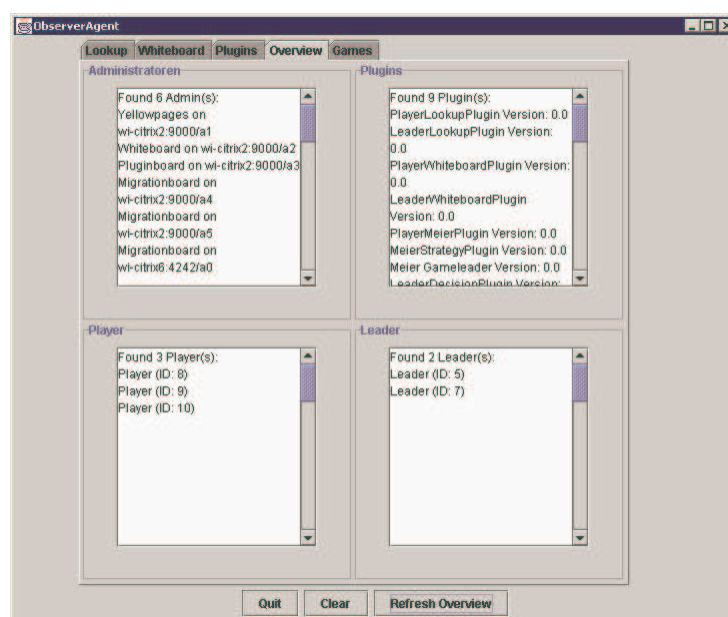 ObserverAgent
Lookup Whiteboard Plugins Overview Games
Administratoren
Found 6 Admin(s):
Yellowpages on
wi-citrix2:9000/a1
Whiteboard on wi-citrix2:9000/a2
Pluginboard on wi-citrix2:9000/a3
Migrationboard on
wi-citrix2:9000/a4
Migrationboard on
wi-citrix2:9000/a5
Migrationboard on
wi-citrix6:4242/a0
Plugins
Found 9 Plugin(s):
PlayerLookupPlugin Version: 0.0
LeaderLookupPlugin Version:
0.0
PlayerWhiteboardPlugin Version:
0.0
LeaderWhiteboardPlugin
Version: 0.0
PlayerMeierPlugin Version: 0.0
MeierStrategyPlugin Version: 0.0
Meier Gameleader Version: 0.0
LeaderDecisionPlugin Version:
Player
Found 3 Player(s):
Player (ID: 8)
Player (ID: 9)
Player (ID: 10)
Leader
Found 2 Leader(s):
Leader (ID: 5)
Leader (ID: 7)
Quit Clear Refresh Overview